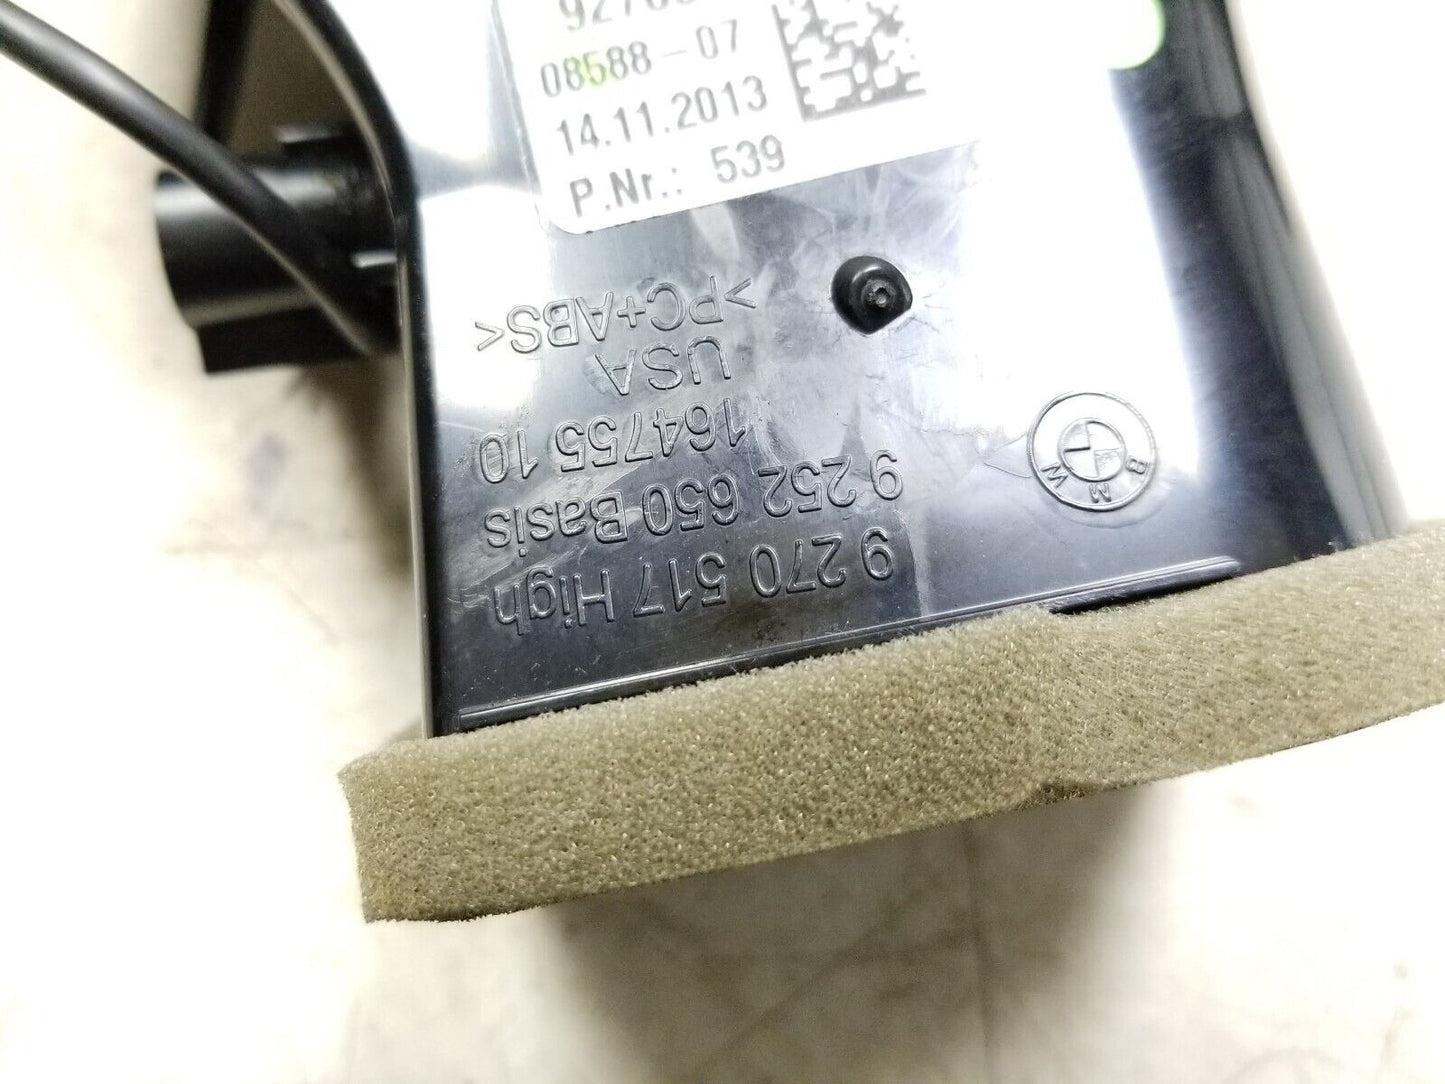 08588-07
14.11.2013
P.Nr.: 539
9 270 517 High
9 252 650 Basis
164755 10
USA
>PC+ABS<
BMW